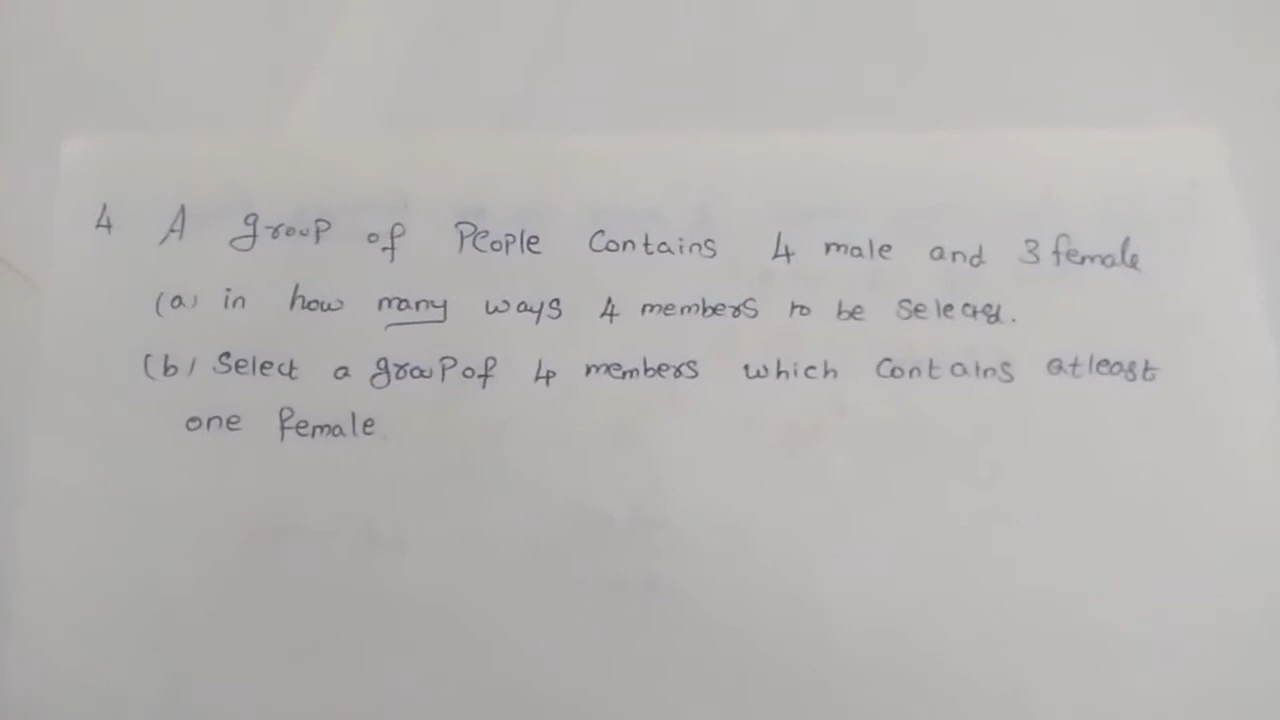 4 A group of People Contains 4 male and 3 female
(a) in how many ways 4 members to be
(b) Select a group of 4 members which Contains atleast
one female